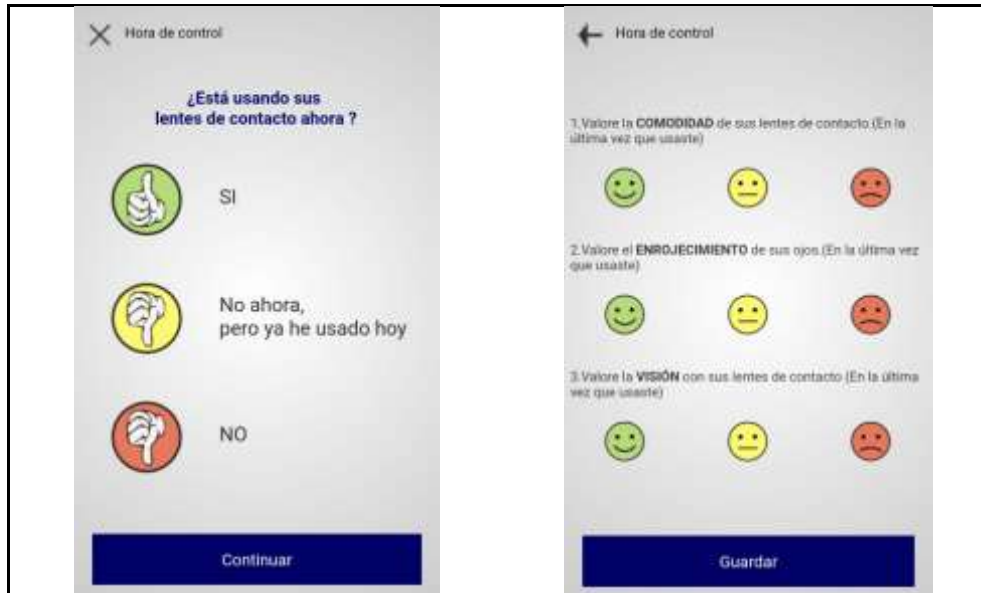 Hora de control
¿Está usando sus
lentes de contacto ahora ?
SI
No ahora,
pero ya he usado hoy
NO
Continuar
Hora de control
1.Valore la COMODIDAD de sus lentes de contacto.(En la
última vez que usaste)
2.Valore el ENROJECIMIENTO de sus ojos.(En la última vez
que usaste)
3.Valore la VISIÓN con sus lentes de contacto.(En la última
vez que usaste)
Guardar